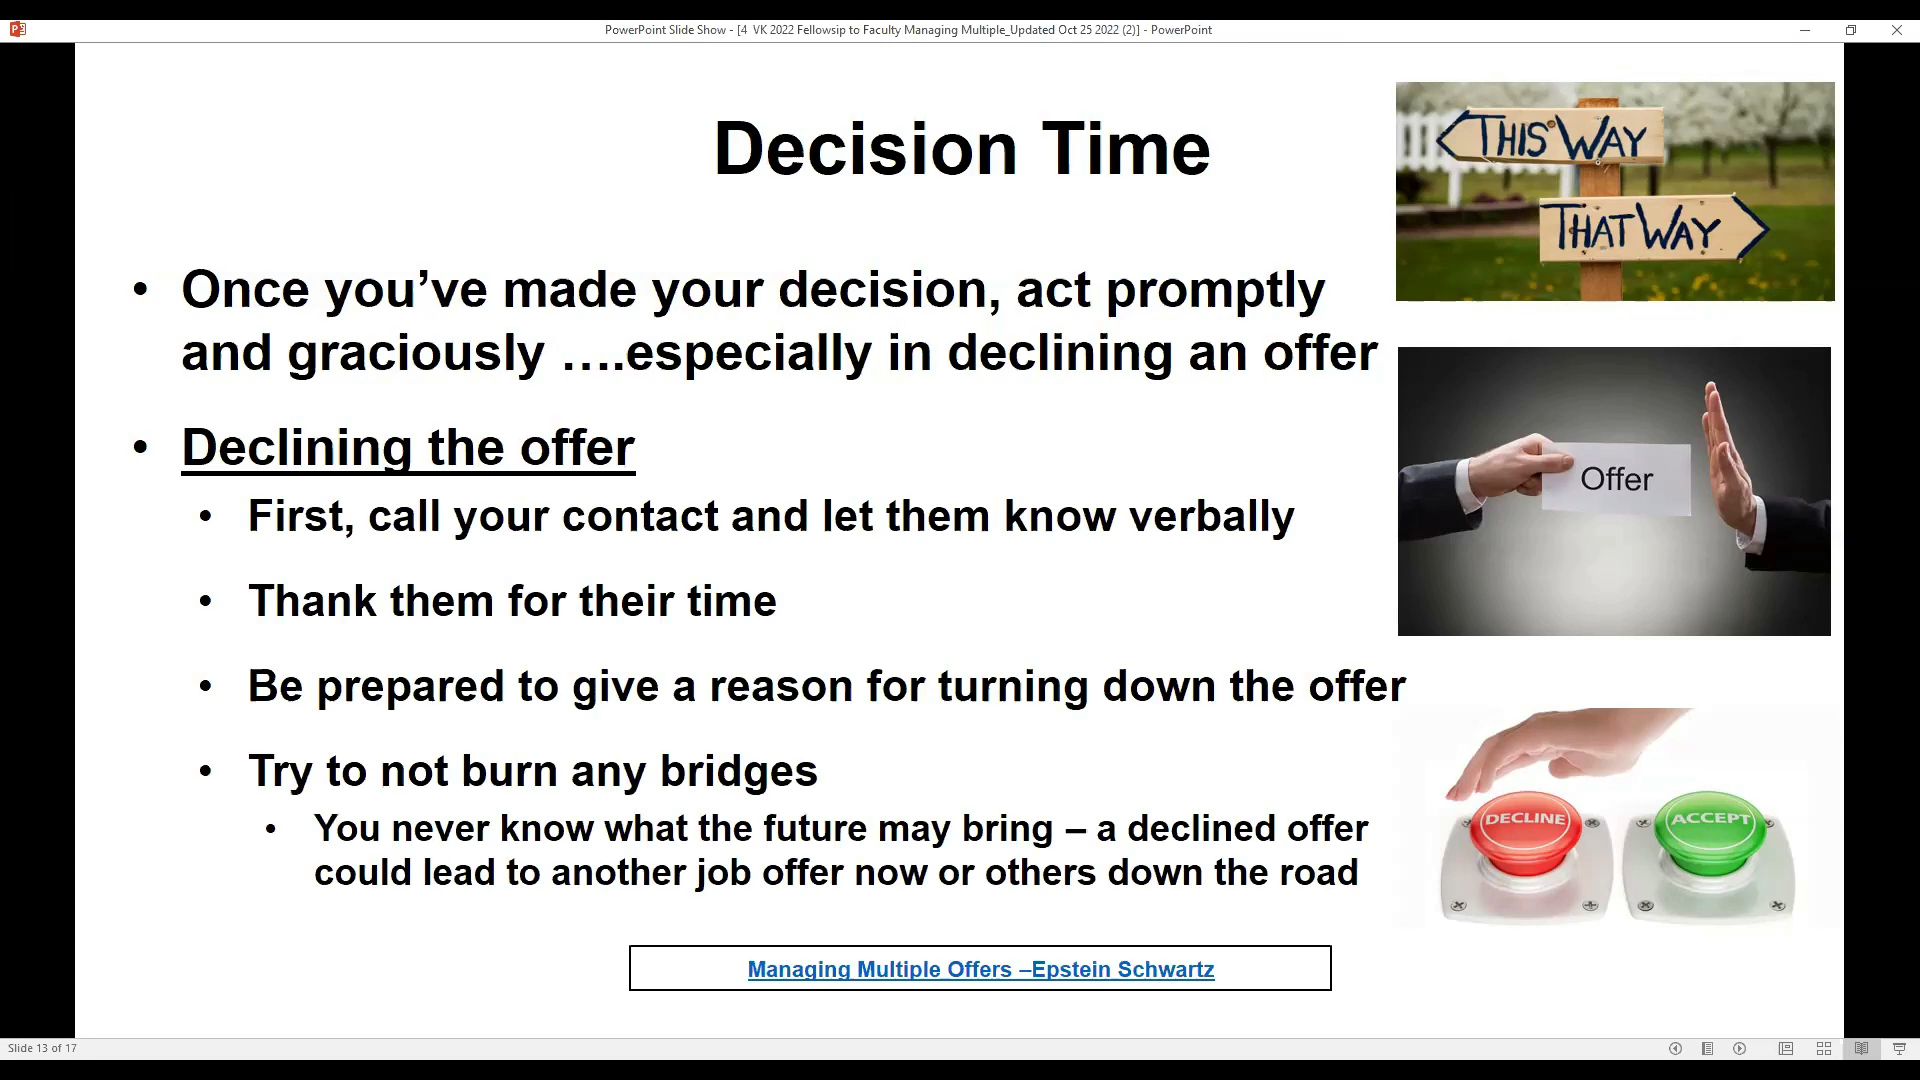 PowerPoint Slide Show - [4 VK 2022 Fellowsip to Faculty Managing Multiple_Updated Oct 25 2022 (2)] - PowerPoint
Decision Time
THIS WAY
THAT WAY
• Once you’ve made your decision, act promptly
and graciously ….especially in declining an offer
• Declining the offer
• First, call your contact and let them know verbally
Offer
• Thank them for their time
• Be prepared to give a reason for turning down the offer
• Try to not burn any bridges
• You never know what the future may bring – a declined offer
could lead to another job offer now or others down the road
DECLINE
ACCEPT
Managing Multiple Offers –Epstein Schwartz
Slide 13 of 17